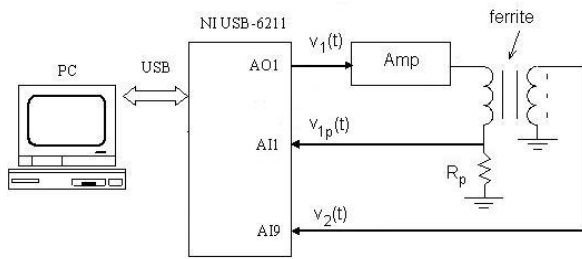 NI USB-6211
ferrite
PC
USB
AO1
v1(t)
Amp
AI1
v1p(t)
Rp
AI9
v2(t)